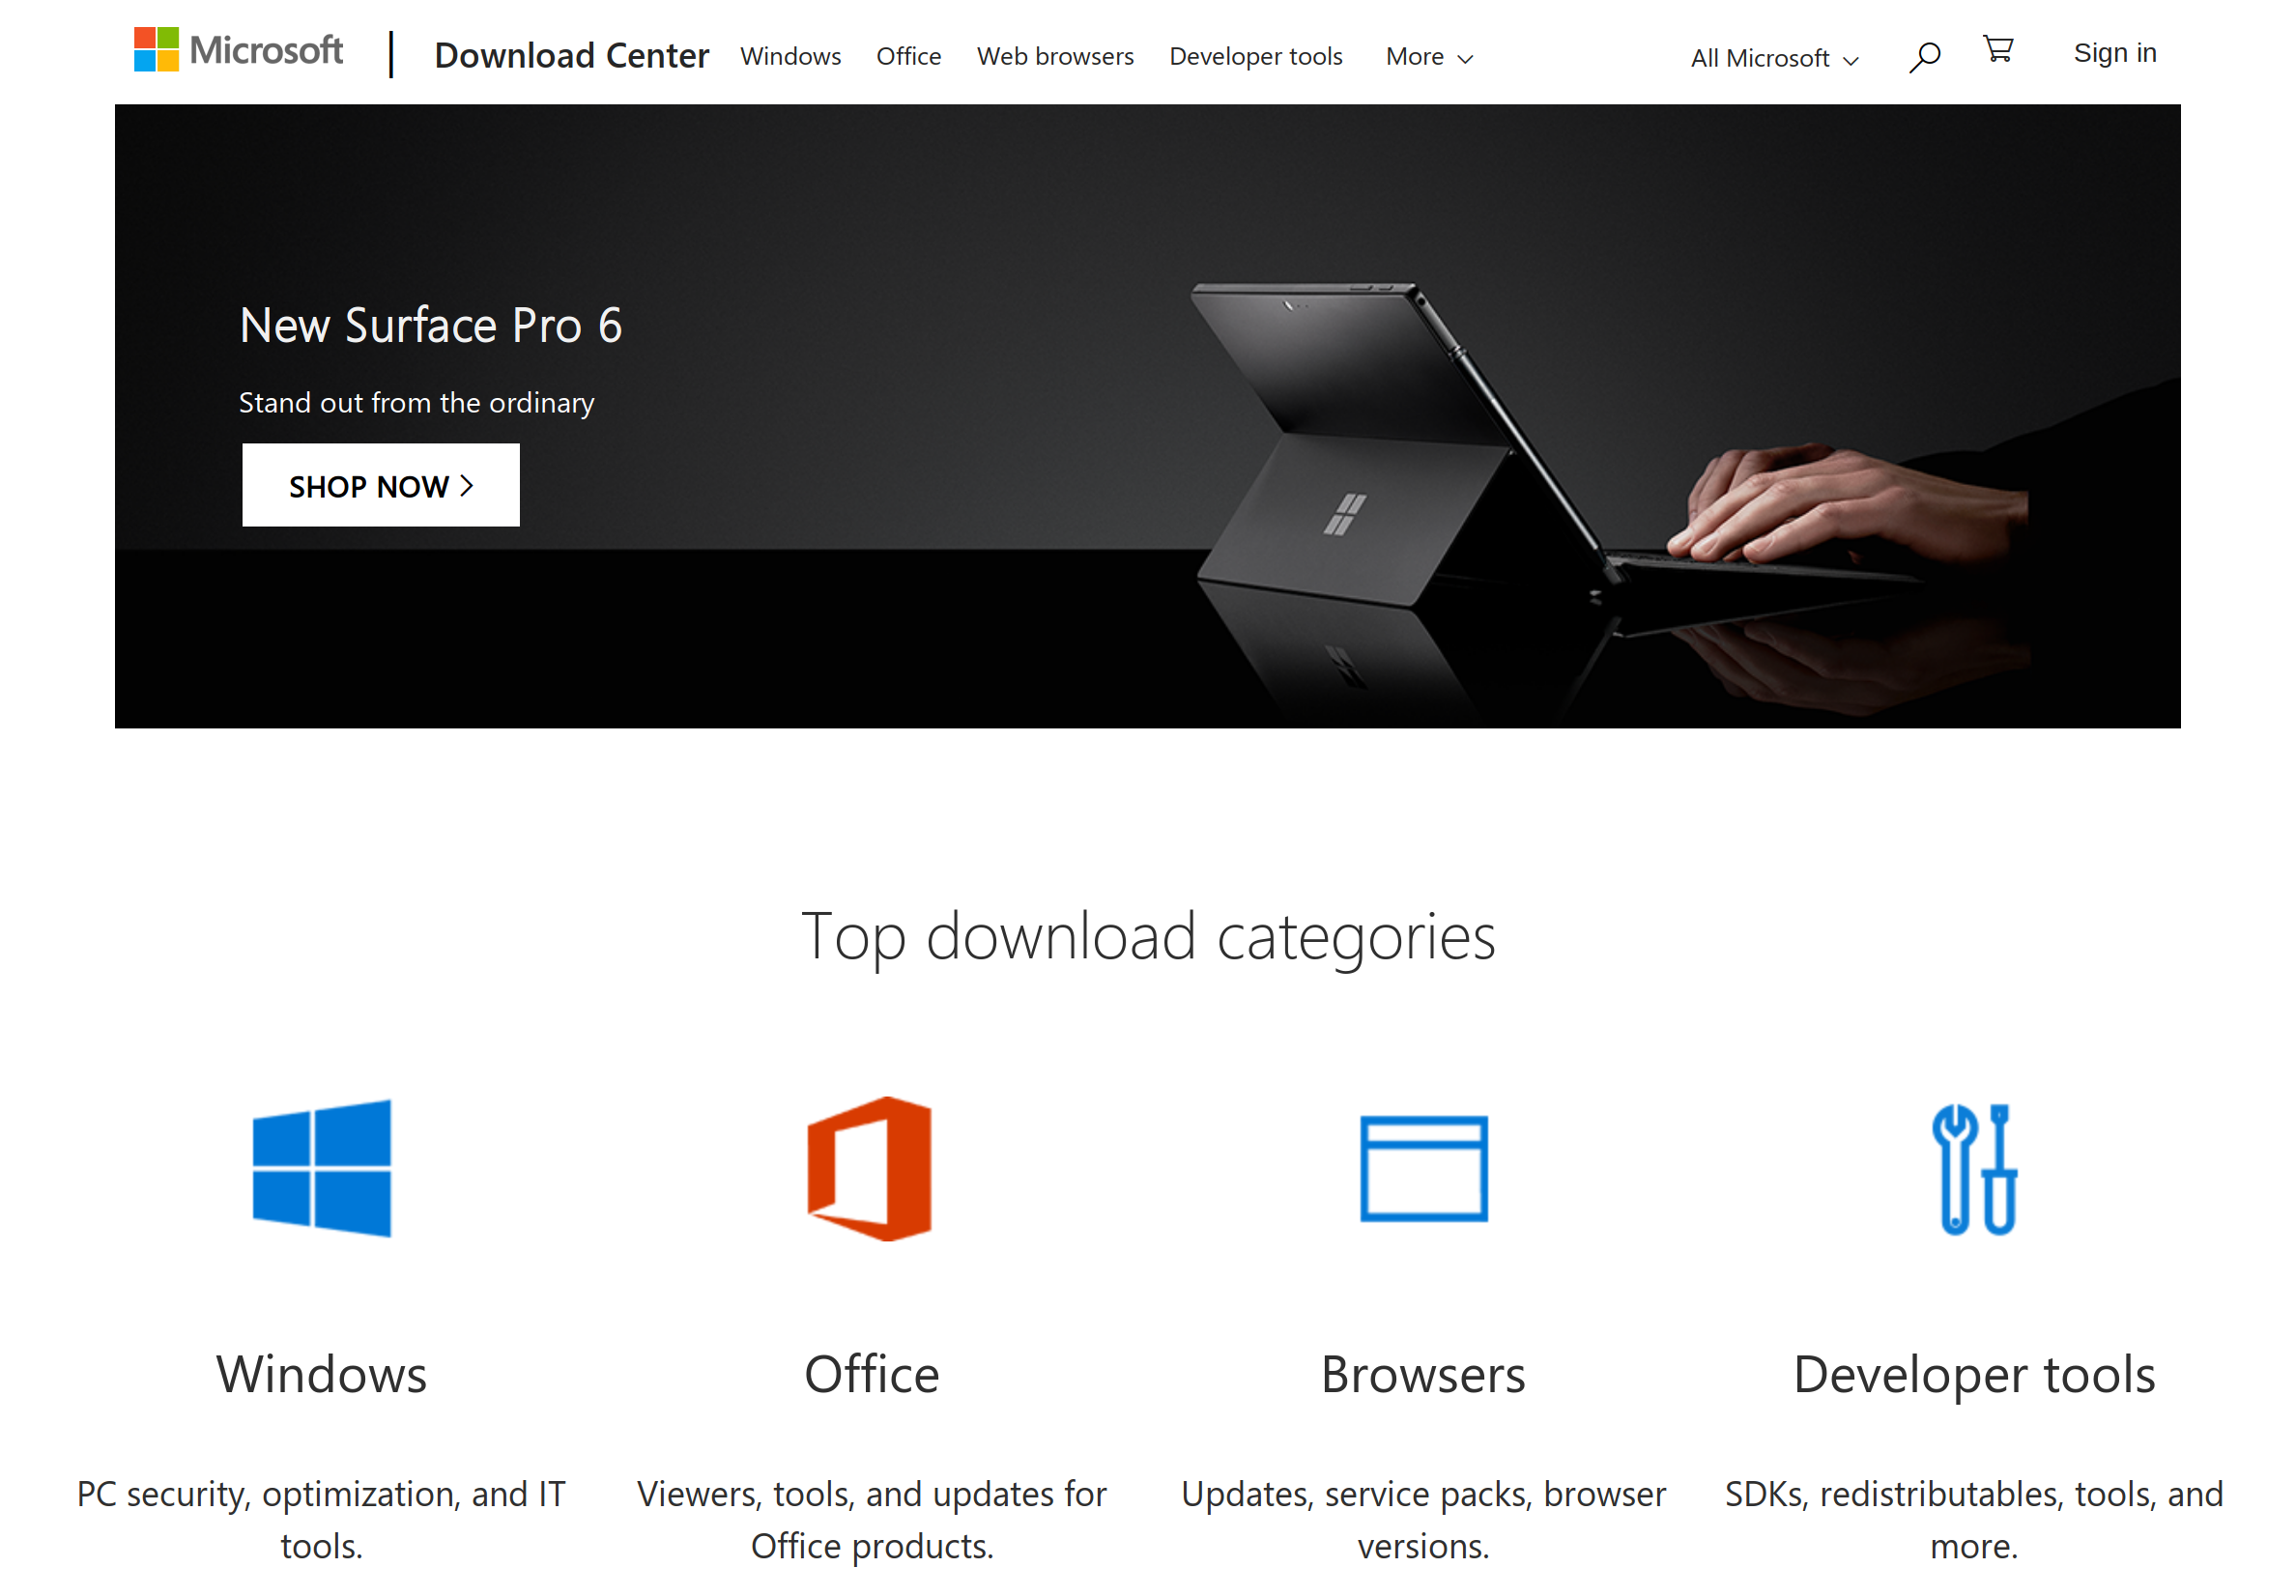 Microsoft
Download Center
Windows
Office
Web browsers
Developer tools
More
All Microsoft
Sign in
New Surface Pro 6
Stand out from the ordinary
SHOP NOW
Top download categories
Windows
Office
Browsers
Developer tools
PC security, optimization, and IT
tools.
Viewers, tools, and updates for
Office products.
Updates, service packs, browser
versions.
SDKs, redistributables, tools, and
more.